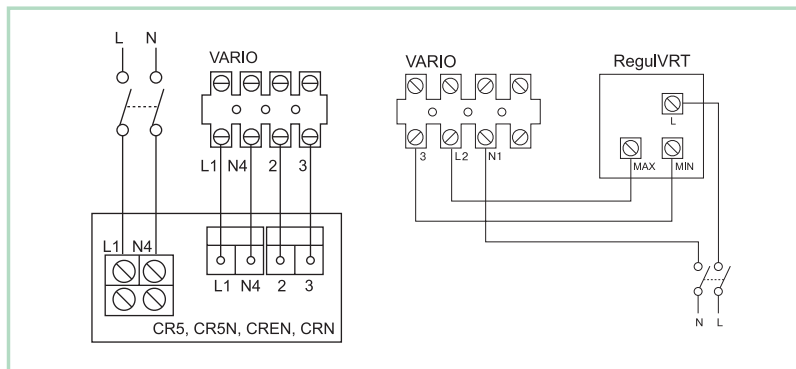 L N
VARIO
L1 N4 2 3
L1 N4
L1 N4 2 3
CR5, CR5N, CREN, CRN
VARIO
RegulVRT
L
3 L2 N1
MAX MIN
N L